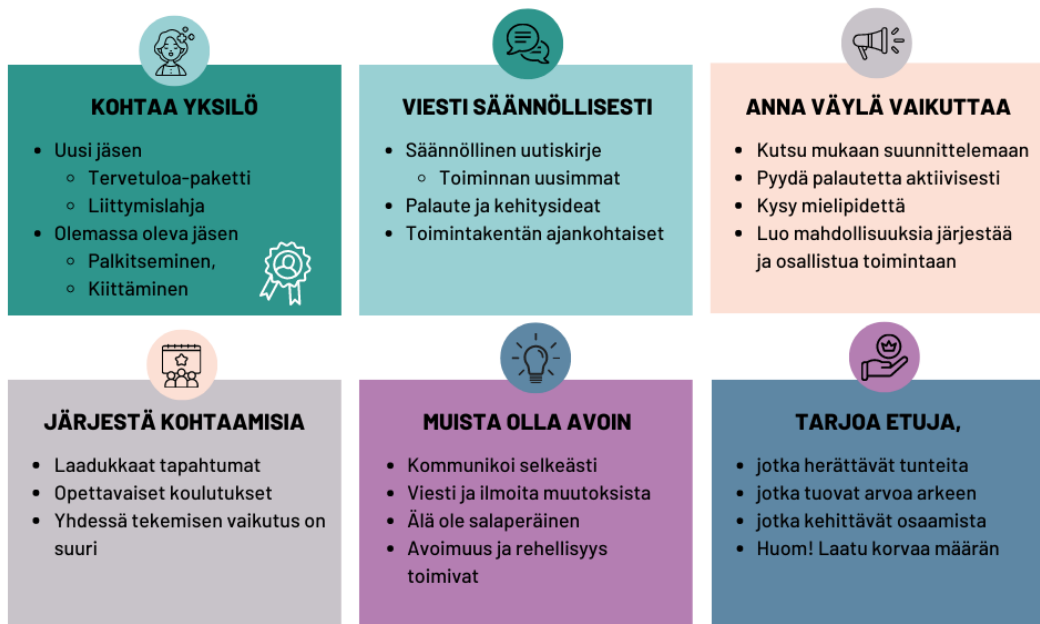 KOHTAA YKSILÖ
• Uusi jäsen
◦ Tervetuloa-paketti
◦ Liittymislahja
• Olemassa oleva jäsen
◦ Palkitseminen,
◦ Kiittäminen
VIESTI SÄÄNNÖLLISESTI
• Säännöllinen uutiskirje
◦ Toiminnan uusimmat
• Palaute ja kehitysideat
• Toimintakentän ajankohtaiset
ANNA VÄYLÄ VAIKUTTAA
• Kutsu mukaan suunnittelemaan
• Pyydä palautetta aktiivisesti
• Kysy mielipidettä
• Luo mahdollisuuksia järjestää
ja osallistua toimintaan
JÄRJESTÄ KOHTAAMISIA
• Laadukkaat tapahtumat
• Opettavaiset koulutukset
• Yhdessä tekemisen vaikutus on
suuri
MUISTA OLLA AVOIN
• Kommunikoi selkeästi
• Viesti ja ilmoita muutoksista
• Älä ole salaperäinen
• Avoimuus ja rehellisyys
toimivat
TARJOA ETUJA,
• jotka herättävät tunteita
• jotka tuovat arvoa arkeen
• jotka kehittävät osaamista
• Huom! Laatu korvaa määrän